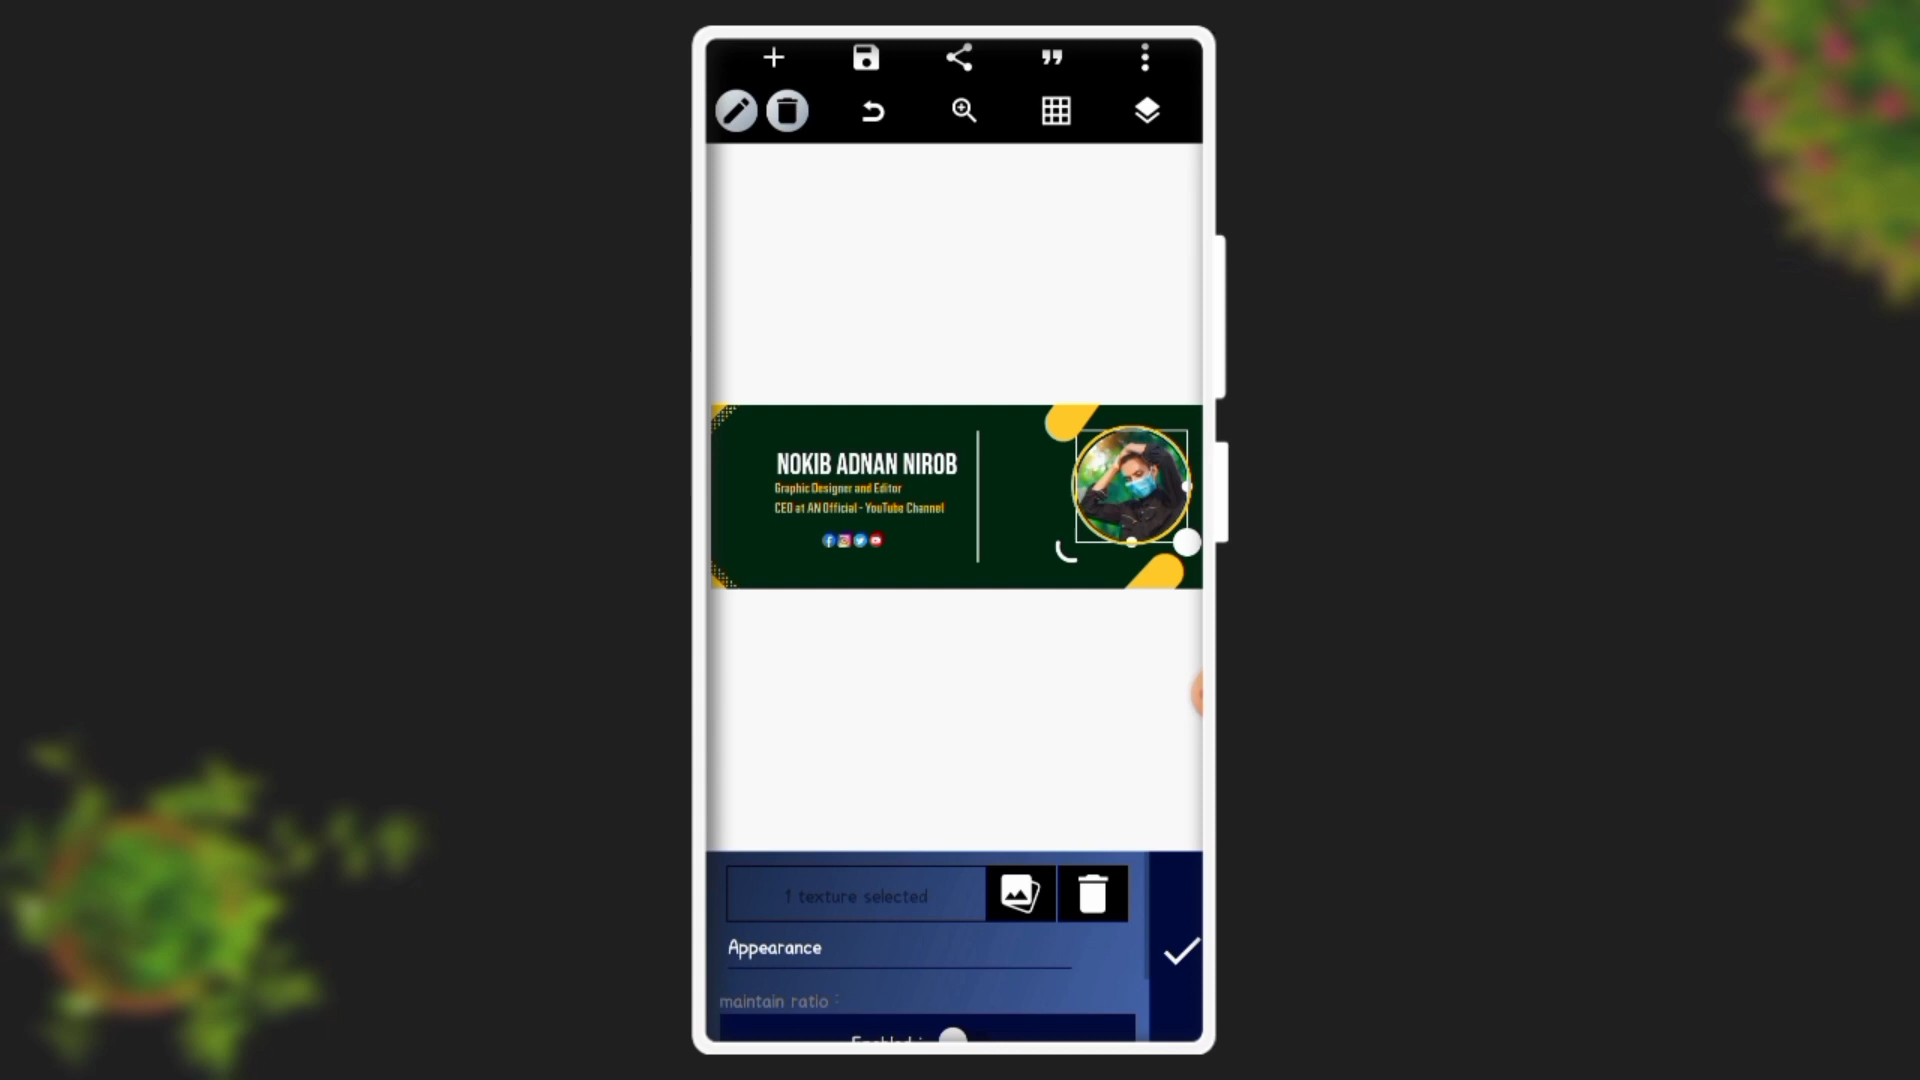 NOKIB ADNAN NIROB
Graphic Designer and Editor
CEO at AN Official - YouTube Channel
1 texture selected
Appearance
maintain ratio :
Enabled :